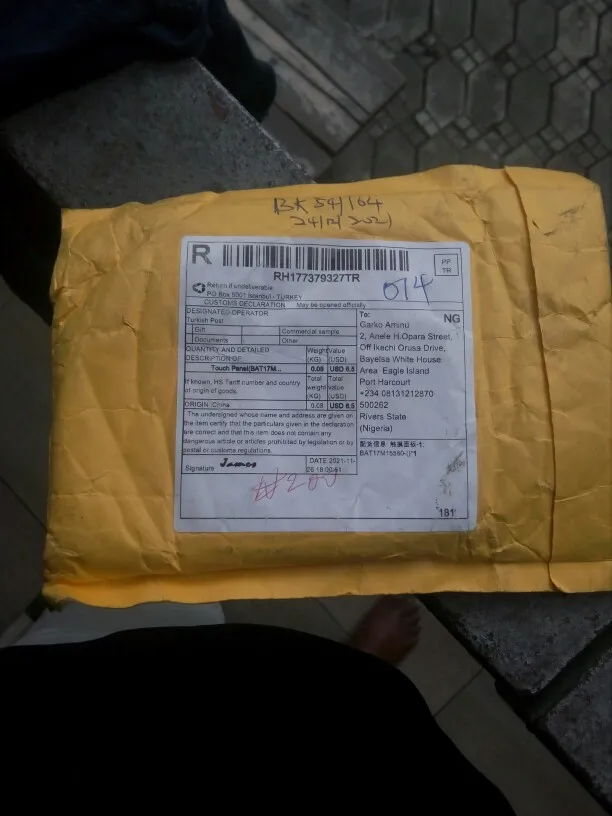 BK 54/164
24/12/2021
R
PP
TR
RH177379327TR
074
Return if undeliverable
P.O Box 5001 Istanbul - TURKEY
CUSTOMS DECLARATION May be opened officially
DESIGNATED OPERATOR
Turkish Post
Gift Commercial sample
Documents Other
QUANTITY AND DETAILED DESCRIPTION OF Weight (KG) Value (USD)
Touch Panel(BAT17M... 0.08 USD 6.5
If known, HS Tariff number and country of origin of goods. Total weight (KG) Total value (USD)
ORIGIN :China 0.08 USD 6.5
The undersigned whose name and address are given on
the item certify that the particulars given in the declaration
are correct and that this item does not contain any
dangerous article or articles prohibited by legislation or by
postal or customs regulations.
Signature James DATE 2021-11-
₦200
To: NG
Garko Aminu
2, Anele H.Opara Street,
Off Ikechi Orusa Drive,
Bayelsa White House
Area Eagle Island
Port Harcourt
+234 08131212870
500262
Rivers State
(Nigeria)
配货信息: 触摸面板-1:
181